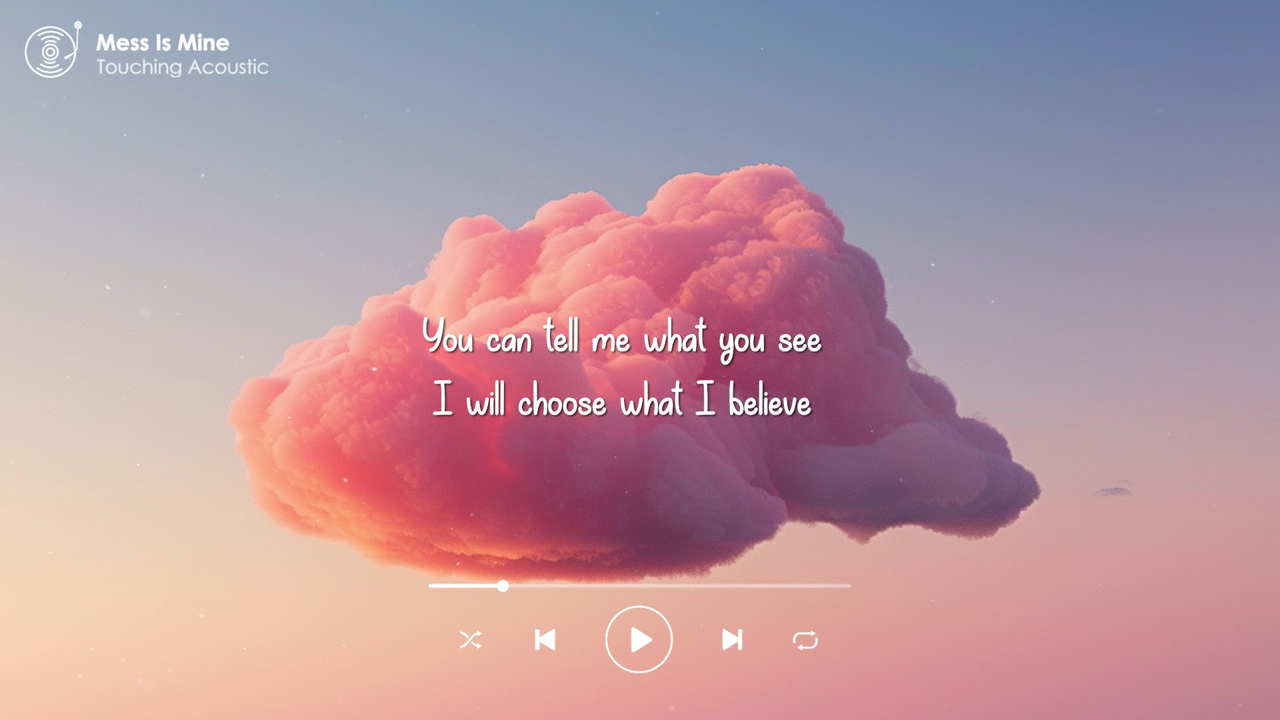 Mess Is Mine
Touching Acoustic
You can tell me what you see
I will choose what I believe